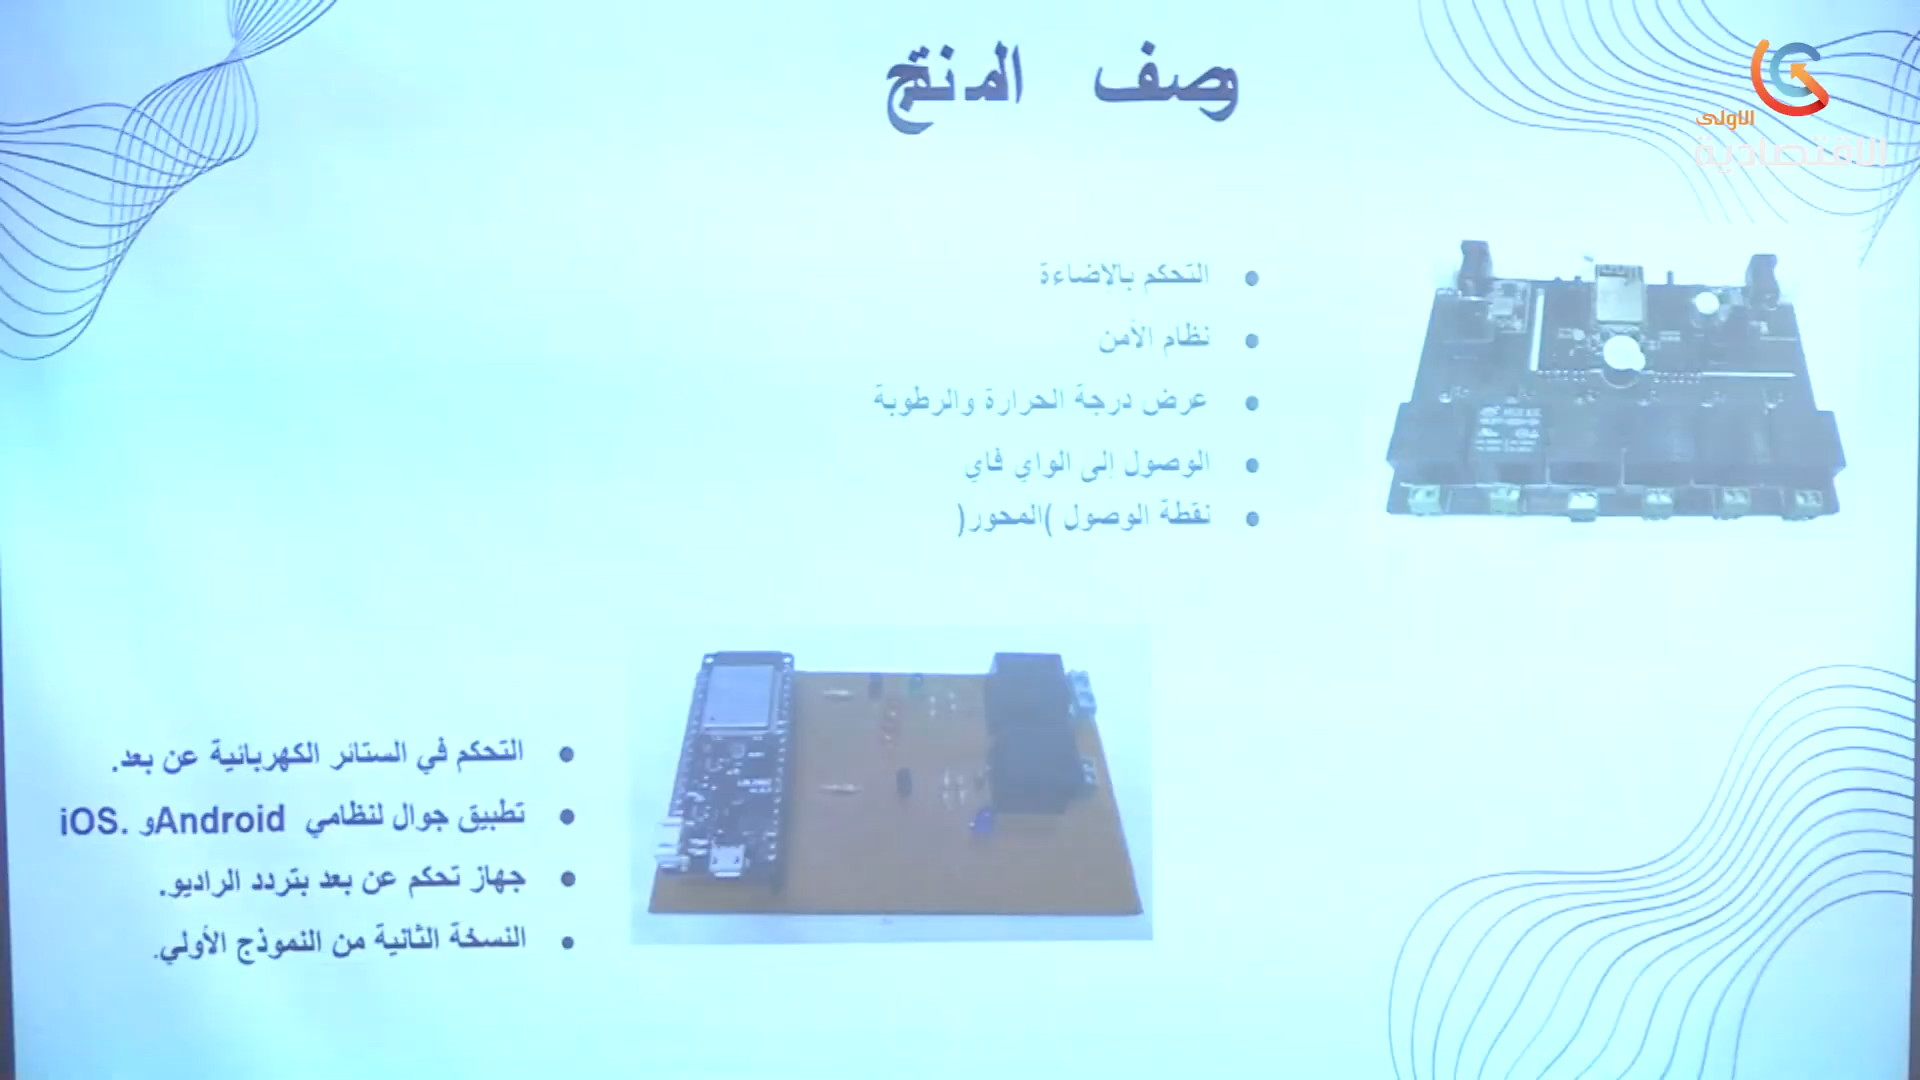 وصف المنتج
الاولى
الاقتصادية
التحكم بالاضاءة
نظام الأمن
عرض درجة الحرارة والرطوبة
الوصول إلى الواي فاي
نقطة الوصول )المحور(
التحكم في الستائر الكهربائية عن بعد.
تطبيق جوال لنظامي Androidو iOS.
جهاز تحكم عن بعد بتردد الراديو.
النسخة الثانية من النموذج الأولي.